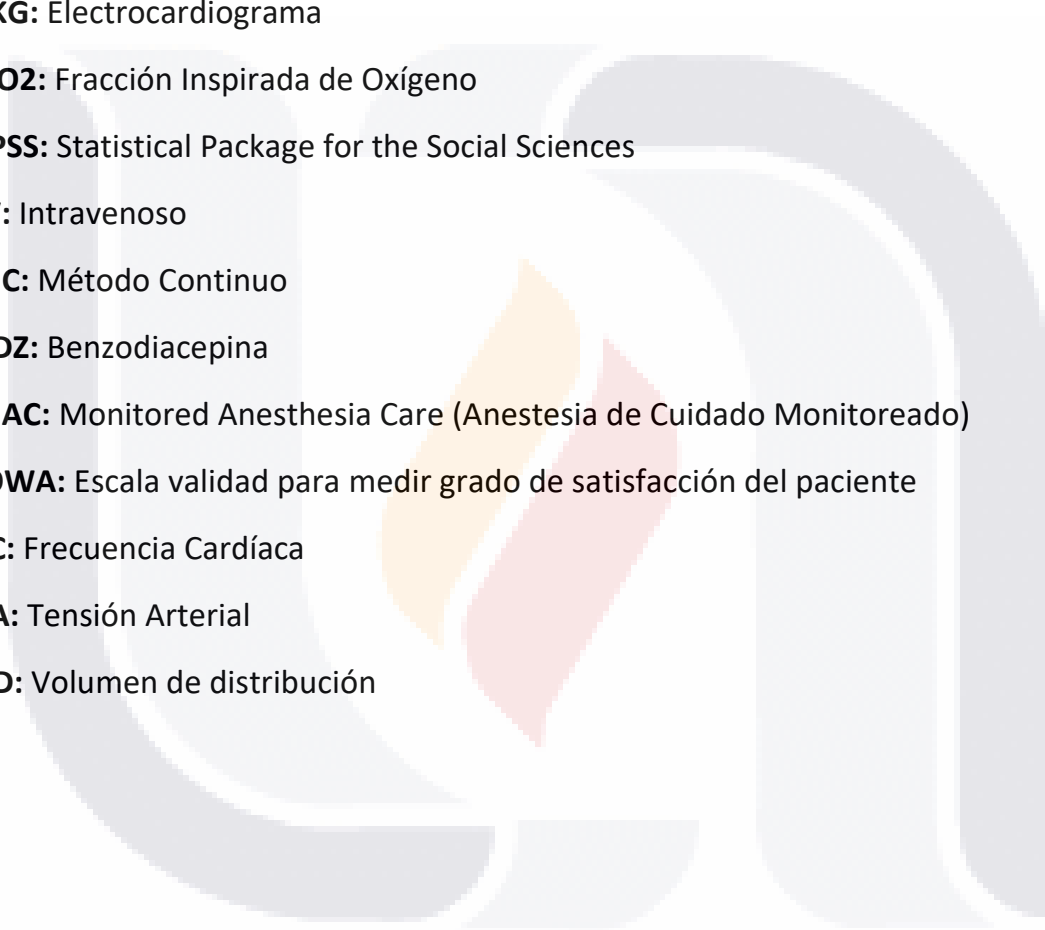 KG: Electrocardiograma
O2: Fracción Inspirada de Oxígeno
PSS: Statistical Package for the Social Sciences
: Intravenoso
C: Método Continuo
DZ: Benzodiacepina
AC: Monitored Anesthesia Care (Anestesia de Cuidado Monitoreado)
WA: Escala validad para medir grado de satisfacción del paciente
C: Frecuencia Cardíaca
A: Tensión Arterial
D: Volumen de distribución